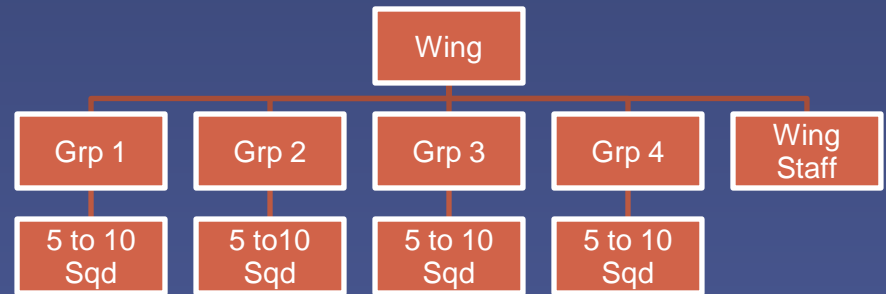 Wing
Grp 1
Grp 2
Grp 3
Grp 4
Wing
Staff
5 to 10
Sqd
5 to10
Sqd
5 to 10
Sqd
5 to 10
Sqd